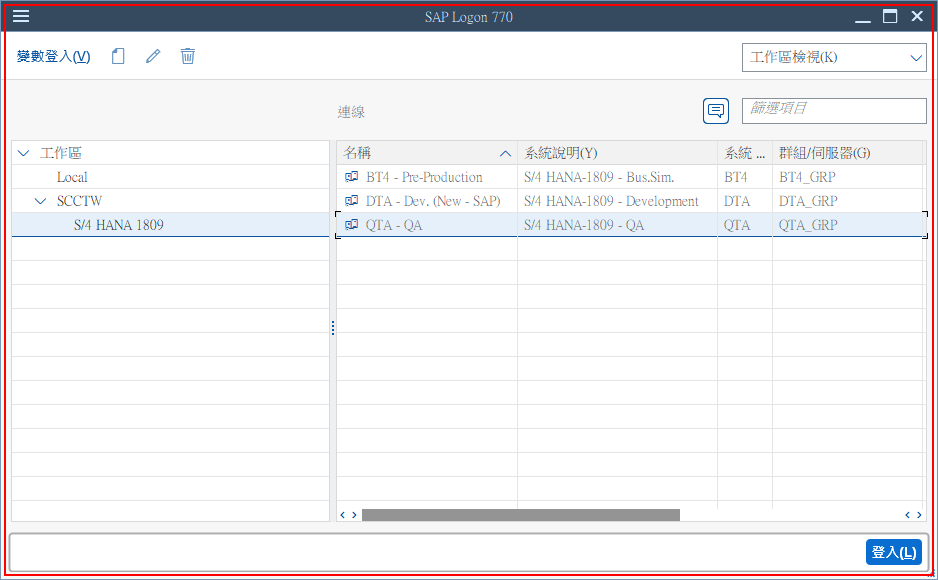 SAP Logon 770
變數登入(V)
工作區檢視(K)
連線
篩選項目
工作區
名稱 系統說明(Y) 系統 ... 群組/伺服器(G)
Local
BT4 - Pre-Production S/4 HANA-1809 - Bus.Sim. BT4 BT4_GRP
SCCTW
DTA - Dev. (New - SAP) S/4 HANA-1809 - Development DTA DTA_GRP
S/4 HANA 1809
QTA - QA S/4 HANA-1809 - QA QTA QTA_GRP
登入(L)